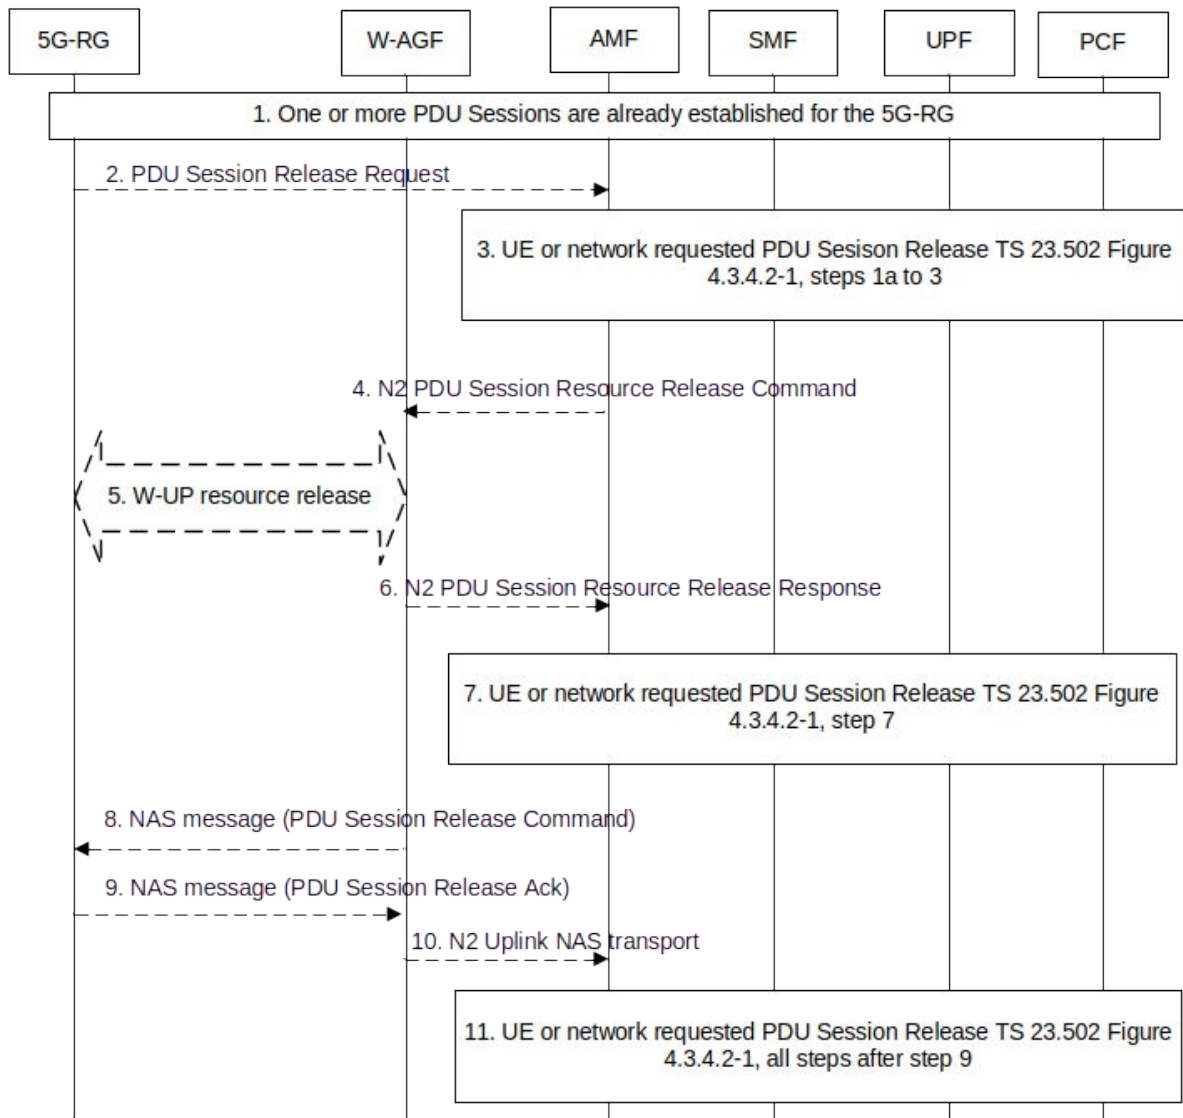 5G-RG
W-AGF
AMF
SMF
UPF
PCF
1. One or more PDU Sessions are already established for the 5G-RG
2. PDU Session Release Request
3. UE or network requested PDU Sesison Release TS 23.502 Figure
4.3.4.2-1, steps 1a to 3
4. N2 PDU Session Resource Release Command
5. W-UP resource release
6. N2 PDU Session Resource Release Response
7. UE or network requested PDU Session Release TS 23.502 Figure
4.3.4.2-1, step 7
8. NAS message (PDU Session Release Command)
9. NAS message (PDU Session Release Ack)
10. N2 Uplink NAS transport
11. UE or network requested PDU Session Release TS 23.502 Figure
4.3.4.2-1, all steps after step 9